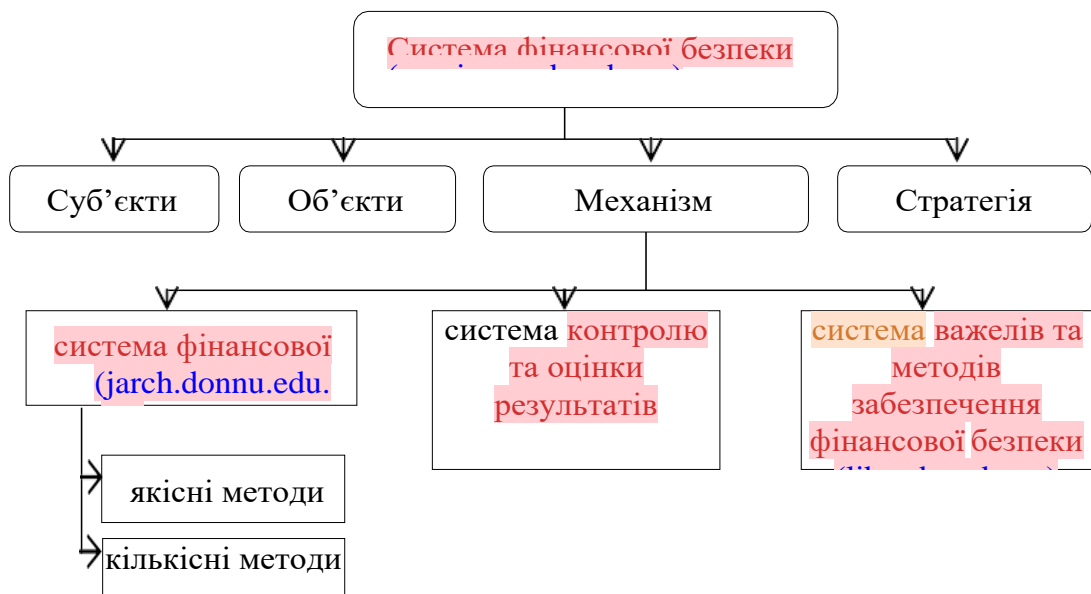 Система фінансової безпеки
Суб’єкти
Об’єкти
Механізм
Стратегія
система фінансової
(jarch.donnu.edu.
система контролю
та оцінки
результатів
система важелів та
методів
забезпечення
фінансової безпеки
якісні методи
кількісні методи